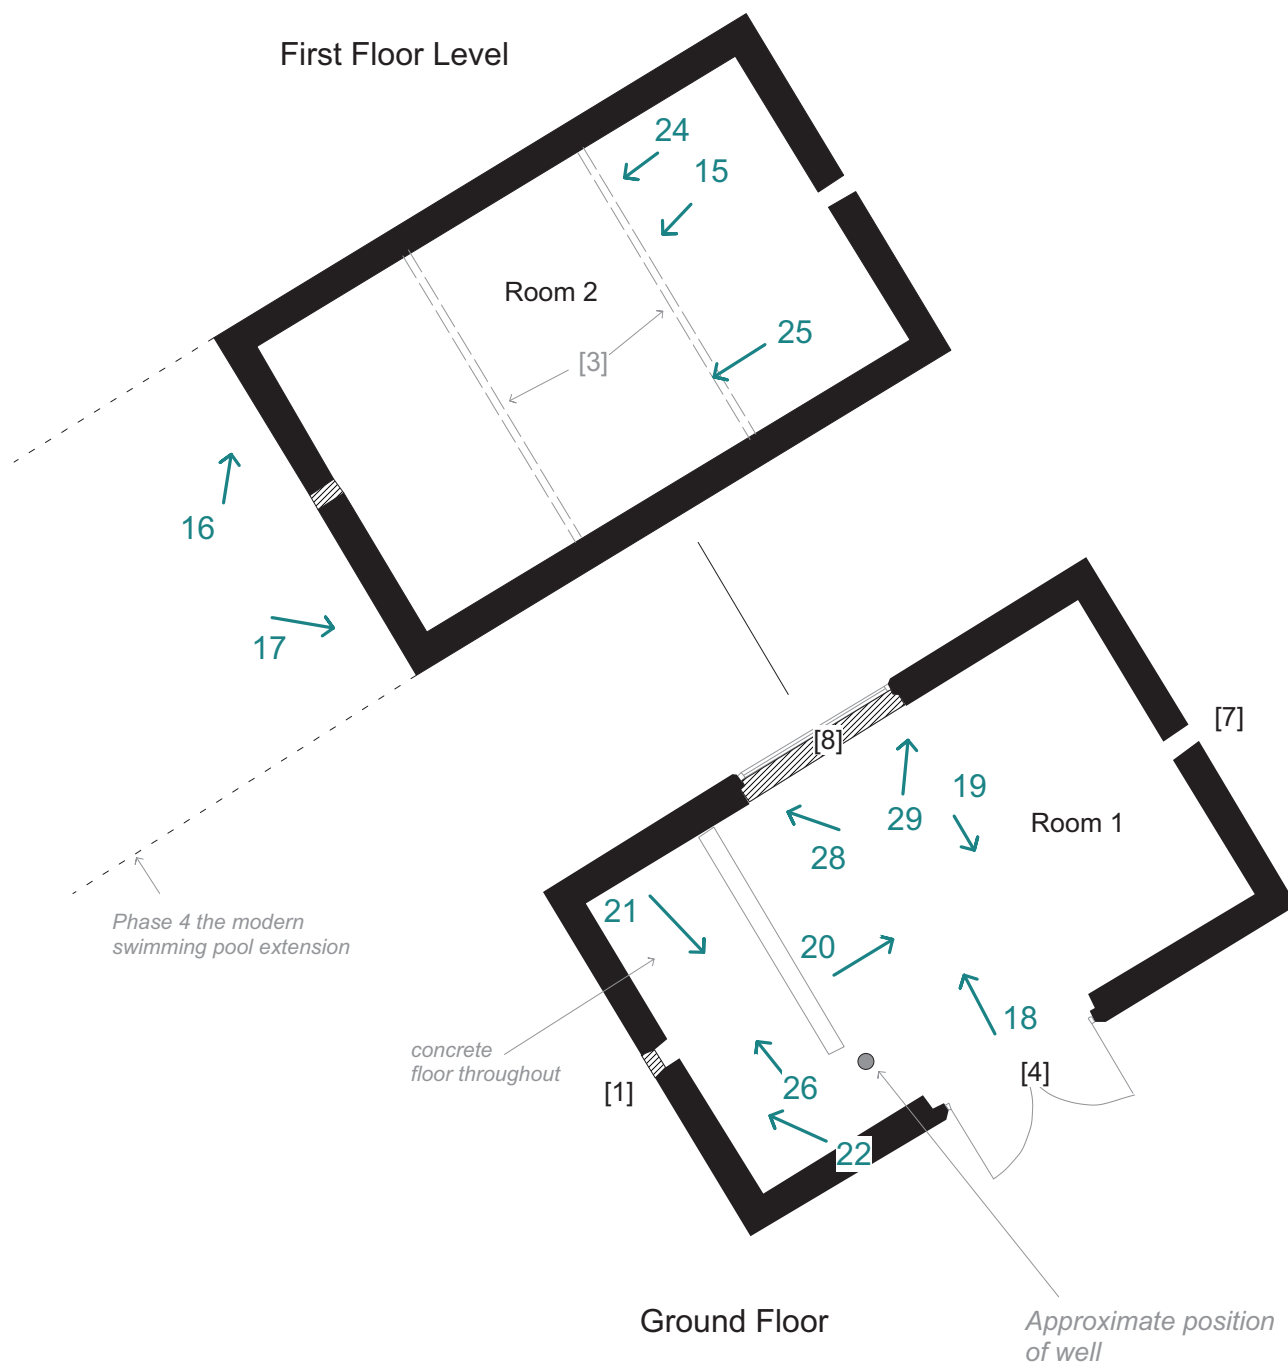 First Floor Level
24
15
Room 2
25
[3]
16
17
[7]
[8]
19
29
Room 1
28
21
Phase 4 the modern
swimming pool extension
20
18
concrete
floor throughout
[4]
26
[1]
22
Ground Floor
Approximate position
of well